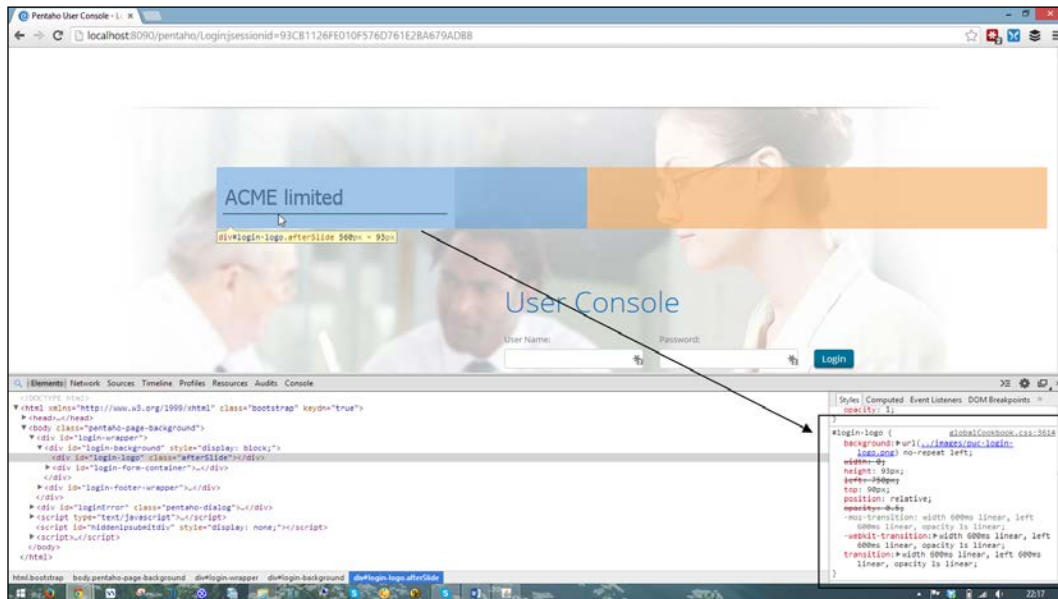 Pentaho User Console - L
localhost:8090/pentaho/Login;jsessionid=93CB1126FE010F576D761E2BA679ADBB
ACME limited
div#login-logo.afterSlide 560px × 93px
User Console
User Name:
Password:
Login
Elements Network Sources Timeline Profiles Resources Audits Console
<!DOCTYPE html>
▼<html xmlns="http://www.w3.org/1999/xhtml" class="bootstrap" keydn="true">
▶<head>…</head>
▼<body class="pentaho-page-background">
▼<div id="login-wrapper">
▼<div id="login-background" style="display: block;">
<div id="login-logo" class="afterSlide"></div>
▶<div id="login-form-container">…</div>
</div>
▶<div id="login-footer-wrapper">…</div>
</div>
▶<div id="loginError" class="pentaho-dialog">…</div>
▶<script type="text/javascript">…</script>
<script id="hiddenlpsubmitdiv" style="display: none;"></script>
▶<script>…</script>
</body>
</html>
html.bootstrap body.pentaho-page-background div#login-wrapper div#login-background div#login-logo.afterSlide
Styles Computed Event Listeners DOM Breakpoints »
opacity: 1;
}
#login-logo { globalCookbook.css:3614
background:▶url(../images/puc-login-
logo.png) no-repeat left;
width: 0;
height: 93px;
left: 750px;
top: 90px;
position: relative;
opacity: 0.5;
-moz-transition: width 600ms linear, left
600ms linear, opacity 1s linear;
-webkit-transition:▶width 600ms linear, left
600ms linear, opacity 1s linear;
transition:▶width 600ms linear, left 600ms
linear, opacity 1s linear;
}
22:17